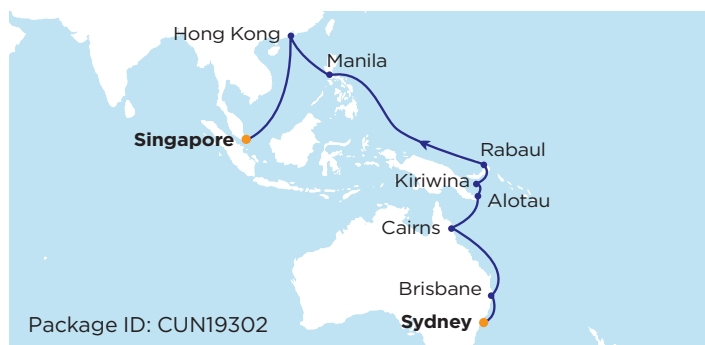 Hong Kong
Manila
Singapore
Rabaul
Kiriwina
Alotau
Cairns
Brisbane
Sydney
Package ID: CUN19302